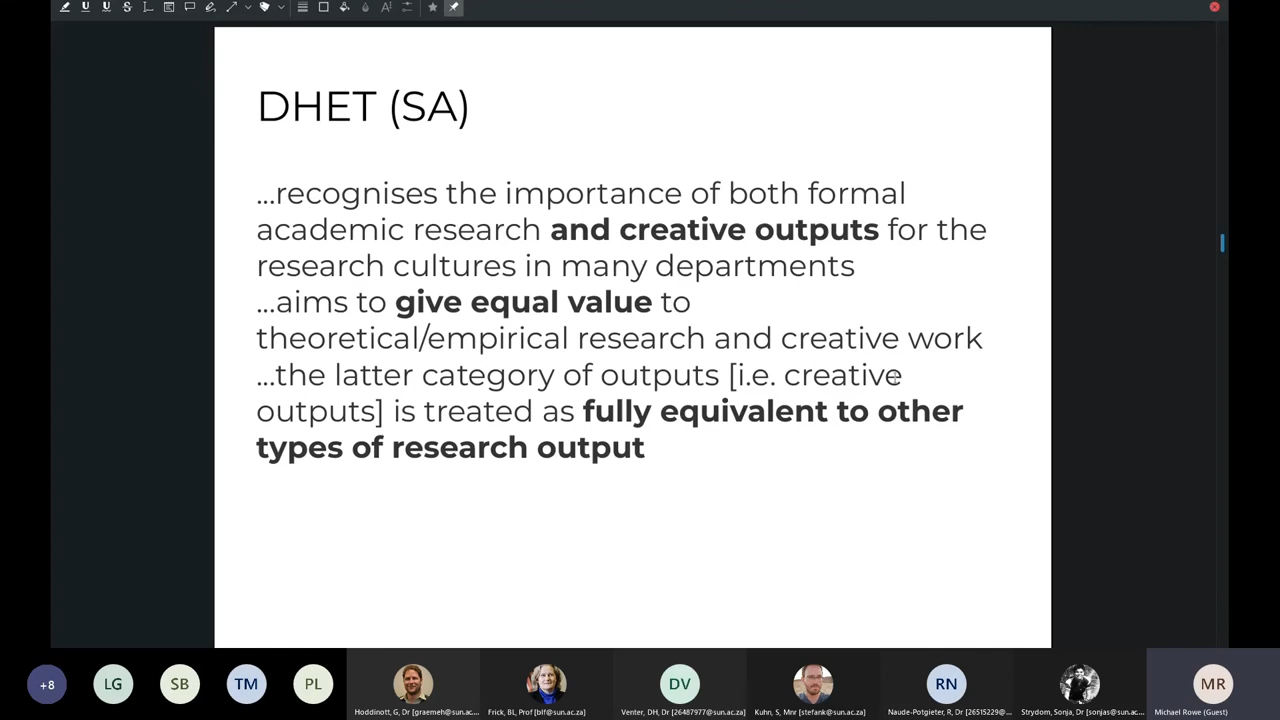 DHET (SA)
...recognises the importance of both formal
academic research and creative outputs for the
research cultures in many departments
...aims to give equal value to
theoretical/empirical research and creative work
...the latter category of outputs [i.e. creative
outputs] is treated as fully equivalent to other
types of research output
+8
LG
SB
TM
PL
DV
RN
MR
Hoddinott, G, Dr [graemeh@sun.ac...
Frick, BL, Prof [blf@sun.ac.za]
Venter, DH, Dr [26487977@sun.ac.za]
Kuhn, S, Mnr [stefank@sun.ac.za]
Naude-Potgieter, R, Dr [26515229@...
Strydom, Sonja, Dr [sonjas@sun.ac...
Michael Rowe (Guest)